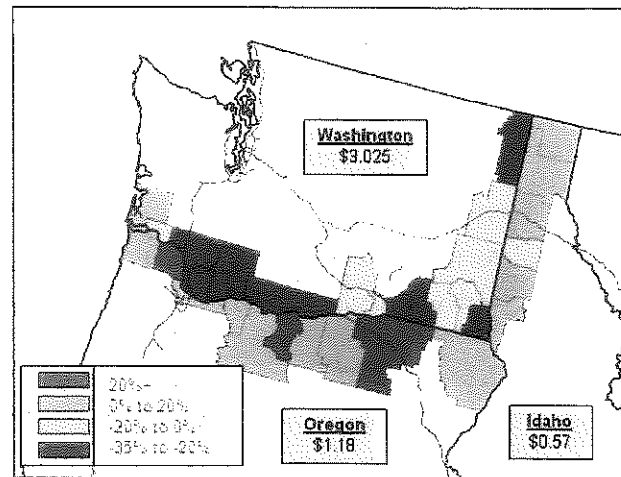 Washington
$3.025
20%+
0% to 20%
-20% to 0%
-35% to -20%
Oregon
$1.18
Idaho
$0.57